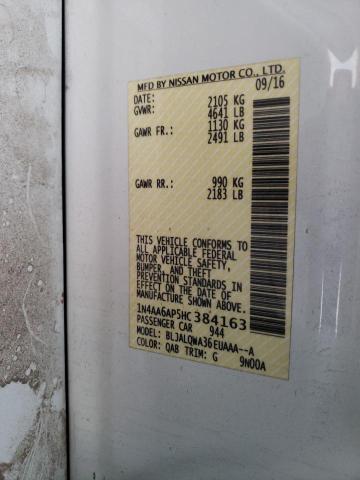 MFD BY NISSAN MOTOR CO., LTD.
DATE: 09/16
GVWR: 2105 KG
4641 LB
GAWR FR: 1130 KG
2491 LB
GAWR RR: 990 KG
2183 LB
THIS VEHICLE CONFORMS TO
ALL APPLICABLE FEDERAL
MOTOR VEHICLE SAFETY,
BUMPER, AND THEFT
PREVENTION STANDARDS IN
EFFECT ON THE DATE OF
MANUFACTURE SHOWN ABOVE.
1N4AA6AP5HC384163
PASSENGER CAR 944
MODEL: BLJALQWA36EUAAA--A
COLOR: QAB TRIM: G 9N00A